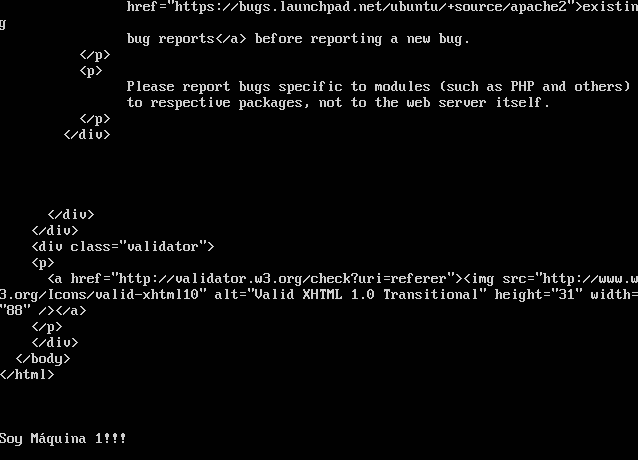 href="https://bugs.launchpad.net/ubuntu/+source/apache2">existin
g
bug reports</a> before reporting a new bug.
</p>
<p>
Please report bugs specific to modules (such as PHP and others)
to respective packages, not to the web server itself.
</p>
</div>
</div>
</div>
<div class="validator">
<p>
<a href="http://validator.w3.org/check?uri=referer"><img src="http://www.w
3.org/Icons/valid-xhtml10" alt="Valid XHTML 1.0 Transitional" height="31" width=
"88" /></a>
</p>
</div>
</body>
</html>
Soy Máquina 1!!!